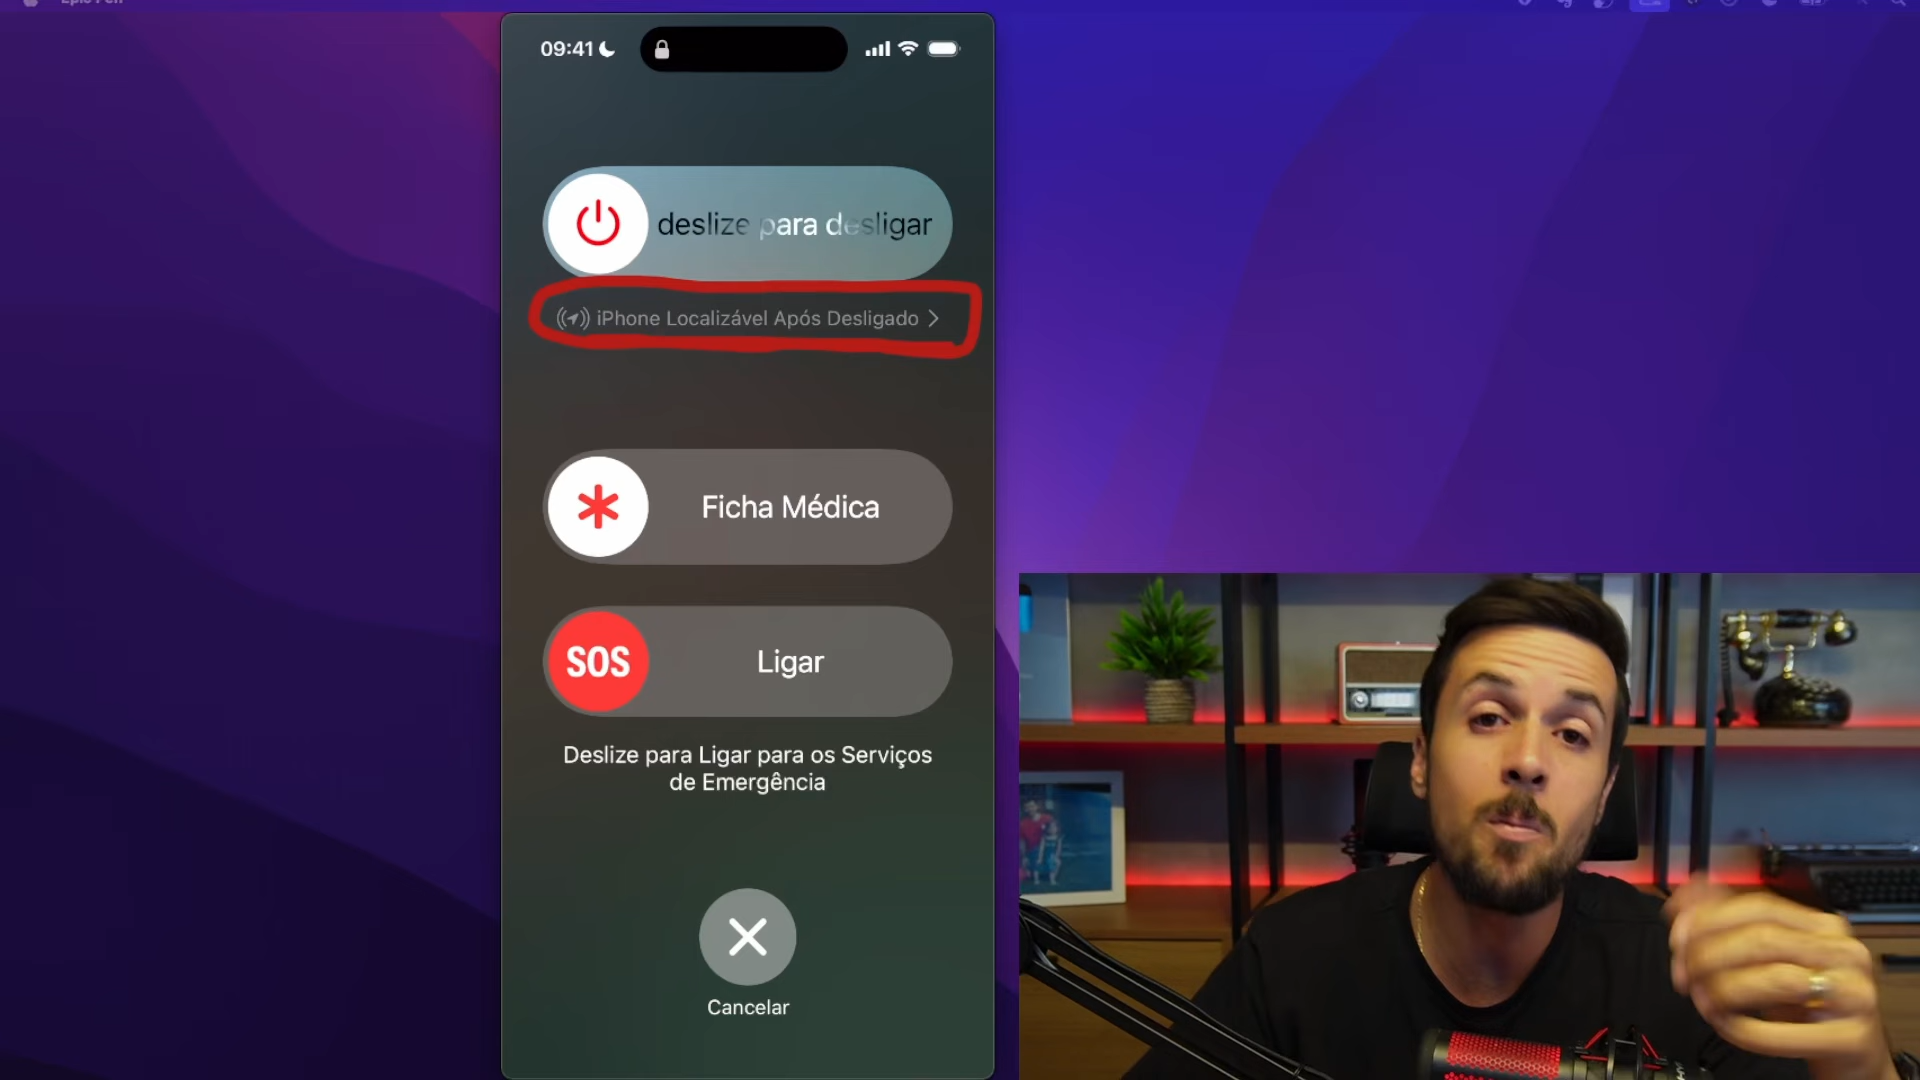 09:41
deslize para desligar
iPhone Localizável Após Desligado
Ficha Médica
SOS
Ligar
Deslize para Ligar para os Serviços
de Emergência
Cancelar